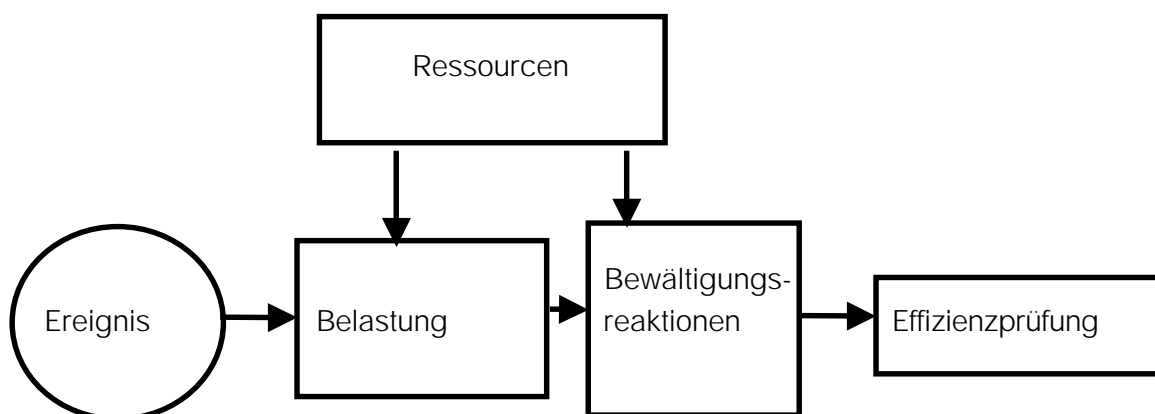 Ressourcen
Ereignis
Belastung
Bewältigungs-
reaktionen
Effizienzprüfung